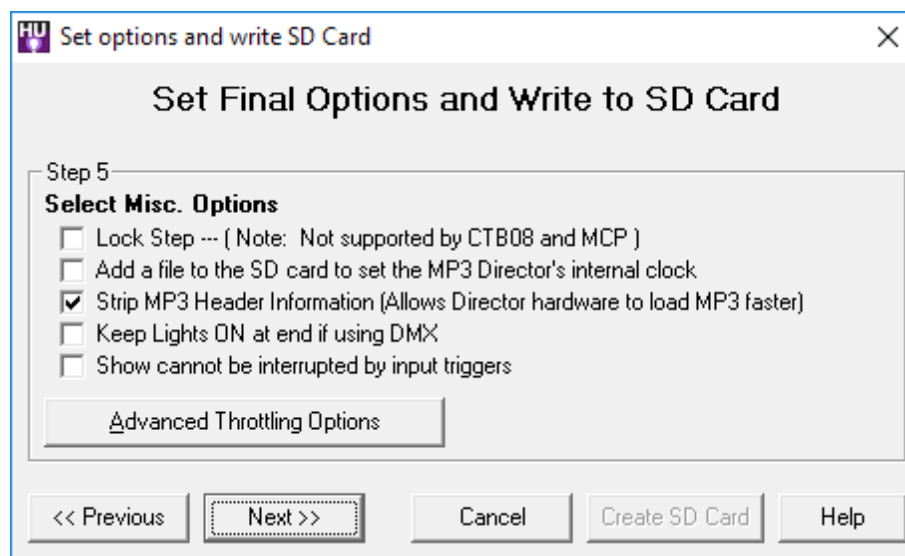 HU
Set options and write SD Card
Set Final Options and Write to SD Card
Step 5
Select Misc. Options
Lock Step --- ( Note: Not supported by CTB08 and MCP )
Add a file to the SD card to set the MP3 Director's internal clock
Strip MP3 Header Information (Allows Director hardware to load MP3 faster)
Keep Lights ON at end if using DMX
Show cannot be interrupted by input triggers
Advanced Throttling Options
<< Previous
Next >>
Cancel
Create SD Card
Help